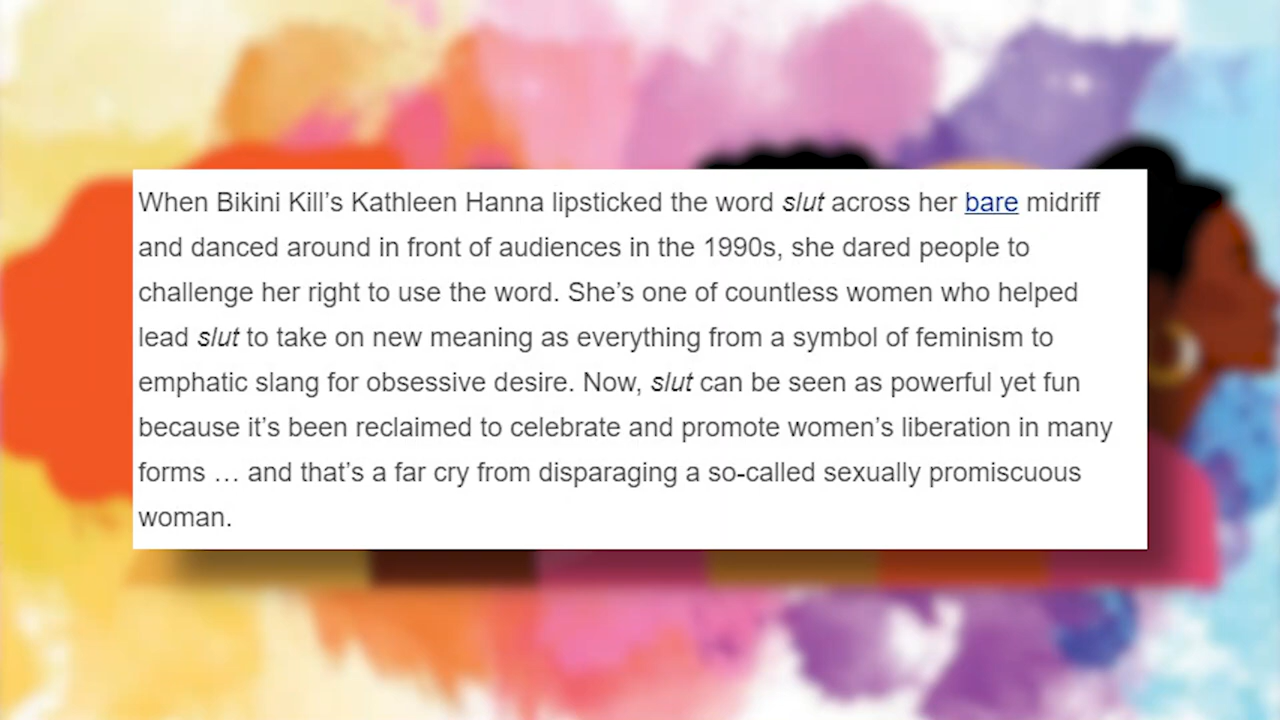 When Bikini Kill’s Kathleen Hanna lipsticked the word slut across her bare midriff
and danced around in front of audiences in the 1990s, she dared people to
challenge her right to use the word. She’s one of countless women who helped
lead slut to take on new meaning as everything from a symbol of feminism to
emphatic slang for obsessive desire. Now, slut can be seen as powerful yet fun
because it’s been reclaimed to celebrate and promote women’s liberation in many
forms … and that’s a far cry from disparaging a so-called sexually promiscuous
woman.